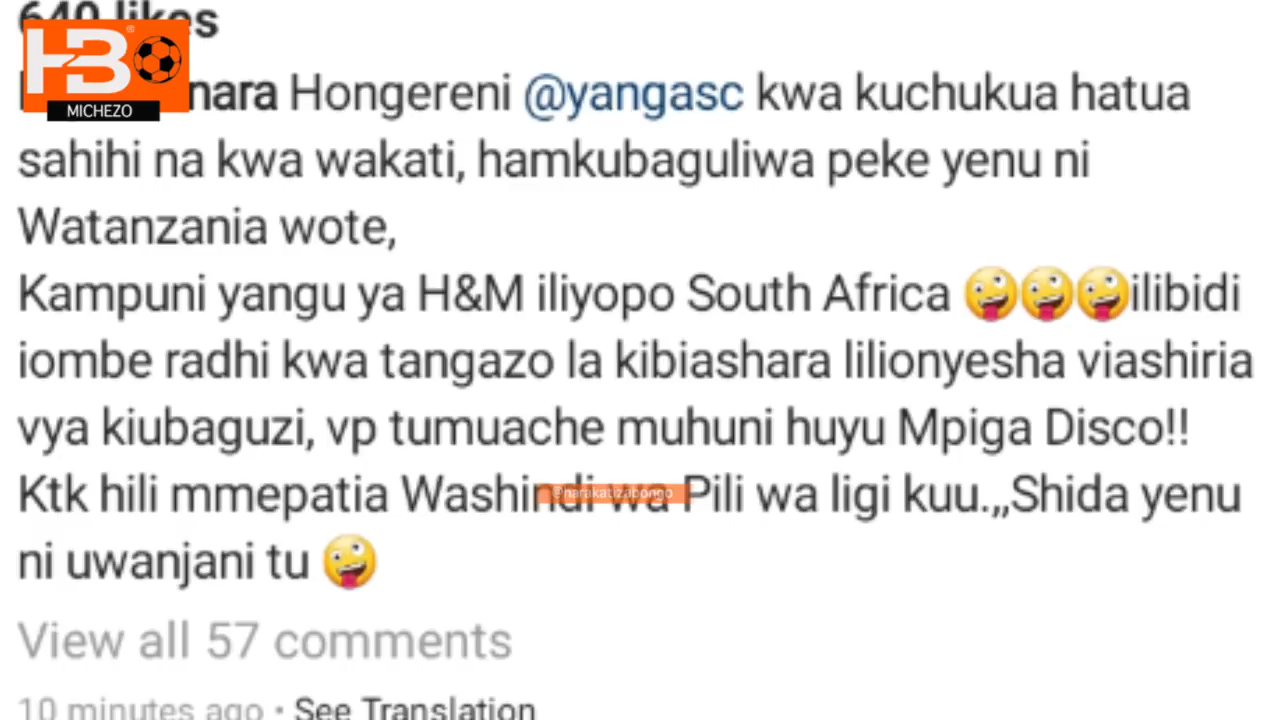 640 likes
HBO
MICHEZO
nara Hongereni @yangasc kwa kuchukua hatua
sahihi na kwa wakati, hamkubaguliwa peke yenu ni
Watanzania wote,
Kampuni yangu ya H&M iliyopo South Africa 🤪🤪🤪ilibidi
iombe radhi kwa tangazo la kibiashara lilionyesha viashiria
vya kiubaguzi, vp tumuache muhuni huyu Mpiga Disco!!
Ktk hili mmepatia Washindi wa Pili wa ligi kuu.,,,Shida yenu
@harakatizabongo
ni uwanjani tu 🤪
View all 57 comments
10 minutes ago • See Translation